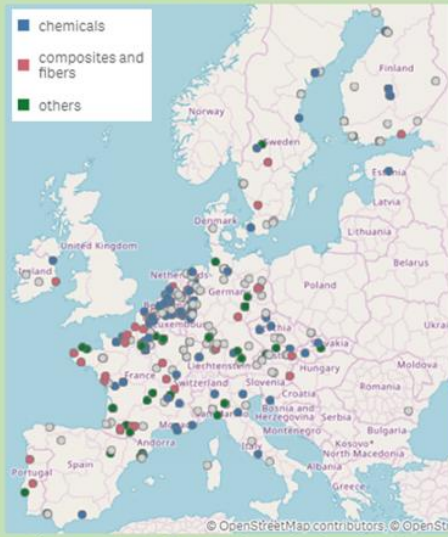 chemicals
composites and
fibers
others
Finland
Norway
Sweden
Estonia
Latvia
Denmark
Lithuania
United Kingdom
Ireland
Belarus
Netherlands
Poland
Germany
Luxembourg
Ukra
France
Liechtenstein
Hungary
Moldova
Switzerland
Slovenia
Croatia
Romania
Bosnia and
Herzegovina
Serbia
Andorra
Montenegro
Bulgaria
Italy
Kosovo*
Portugal
Spain
North Macedonia
Albania
Greece
© OpenStreetMap contributors, © OpenSt